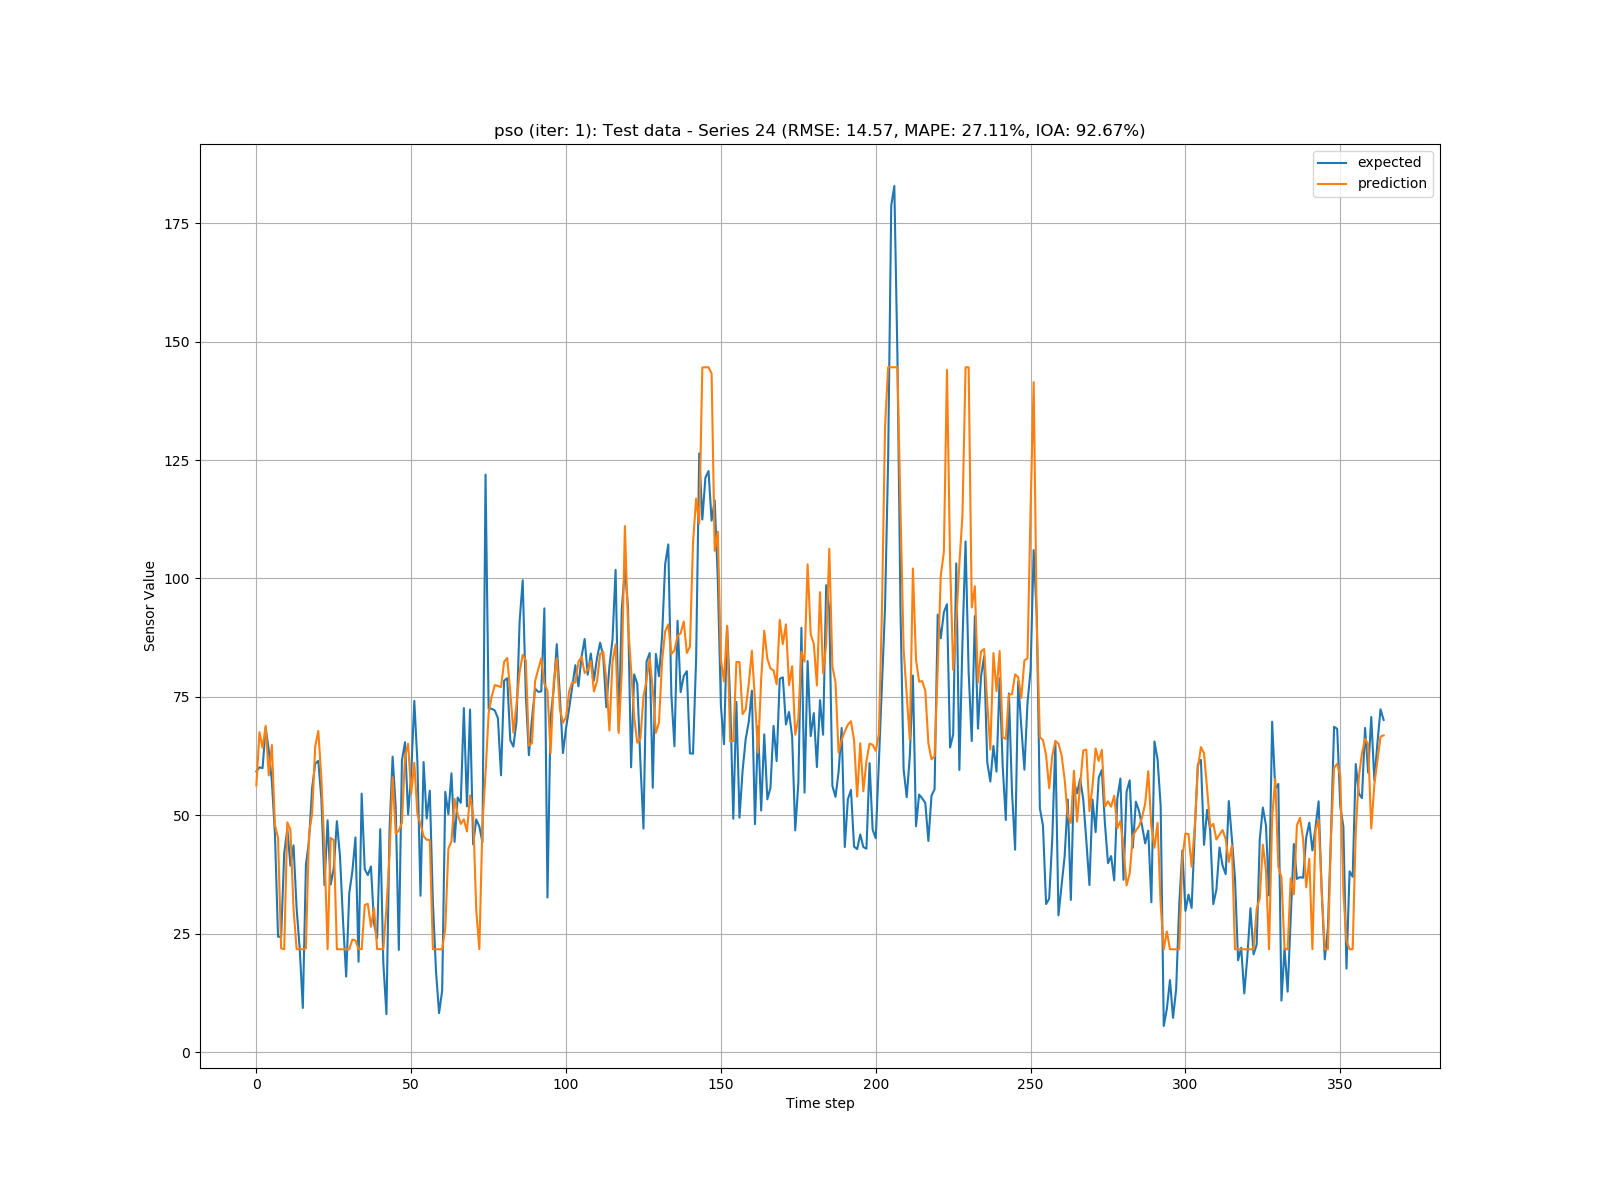 pso (iter: 1): Test data - Series 24 (RMSE: 14.57, MAPE: 27.11%, IOA: 92.67%)
expected
prediction
175
150
125
100
75
50
25
0
Sensor Value
0 50 100 150 200 250 300 350
Time step